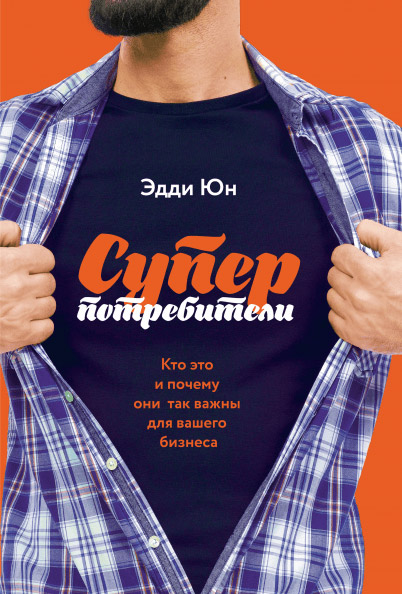 Эдди Юн
Супер
потребители
Кто это
и почему
они так важны
для вашего
бизнеса